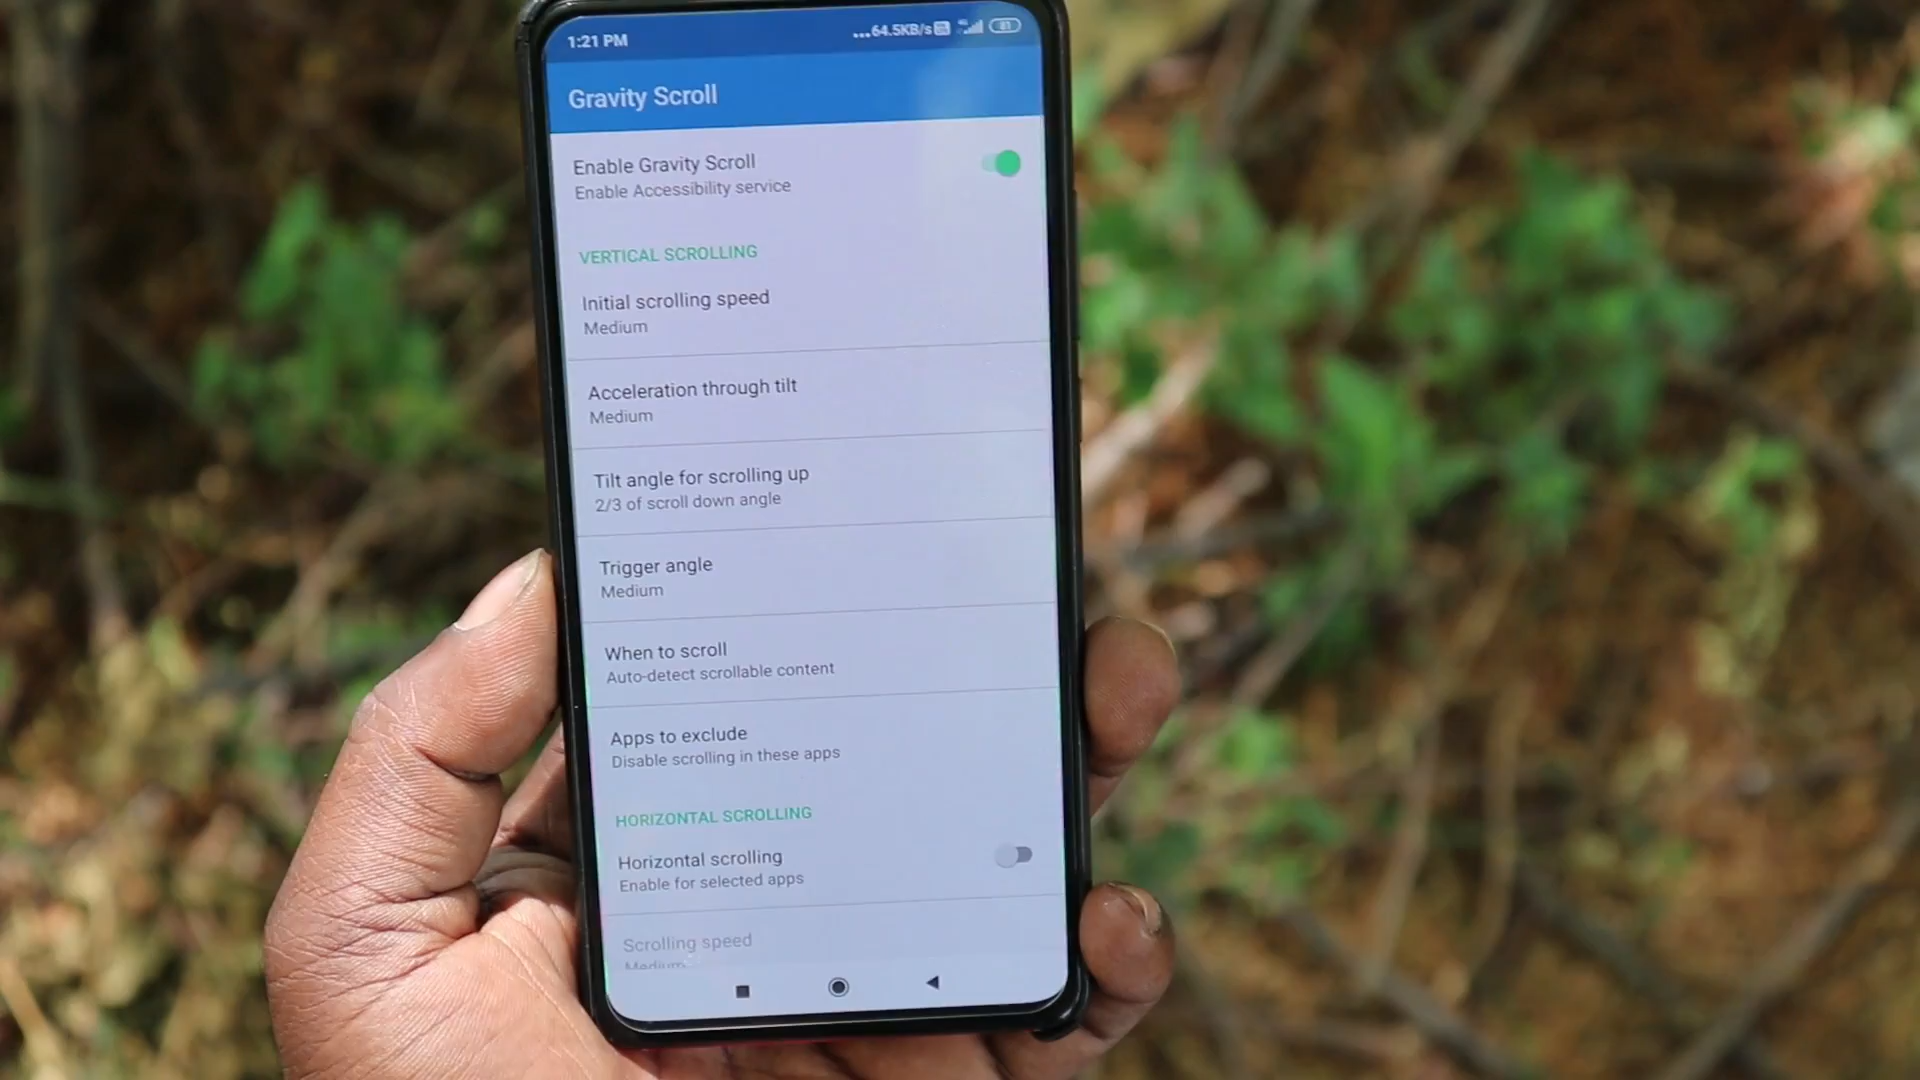 1:21 PM
...64.5KB/s 4G 81
Gravity Scroll
Enable Gravity Scroll
Enable Accessibility service
VERTICAL SCROLLING
Initial scrolling speed
Medium
Acceleration through tilt
Medium
Tilt angle for scrolling up
2/3 of scroll down angle
Trigger angle
Medium
When to scroll
Auto-detect scrollable content
Apps to exclude
Disable scrolling in these apps
HORIZONTAL SCROLLING
Horizontal scrolling
Enable for selected apps
Scrolling speed
Medium